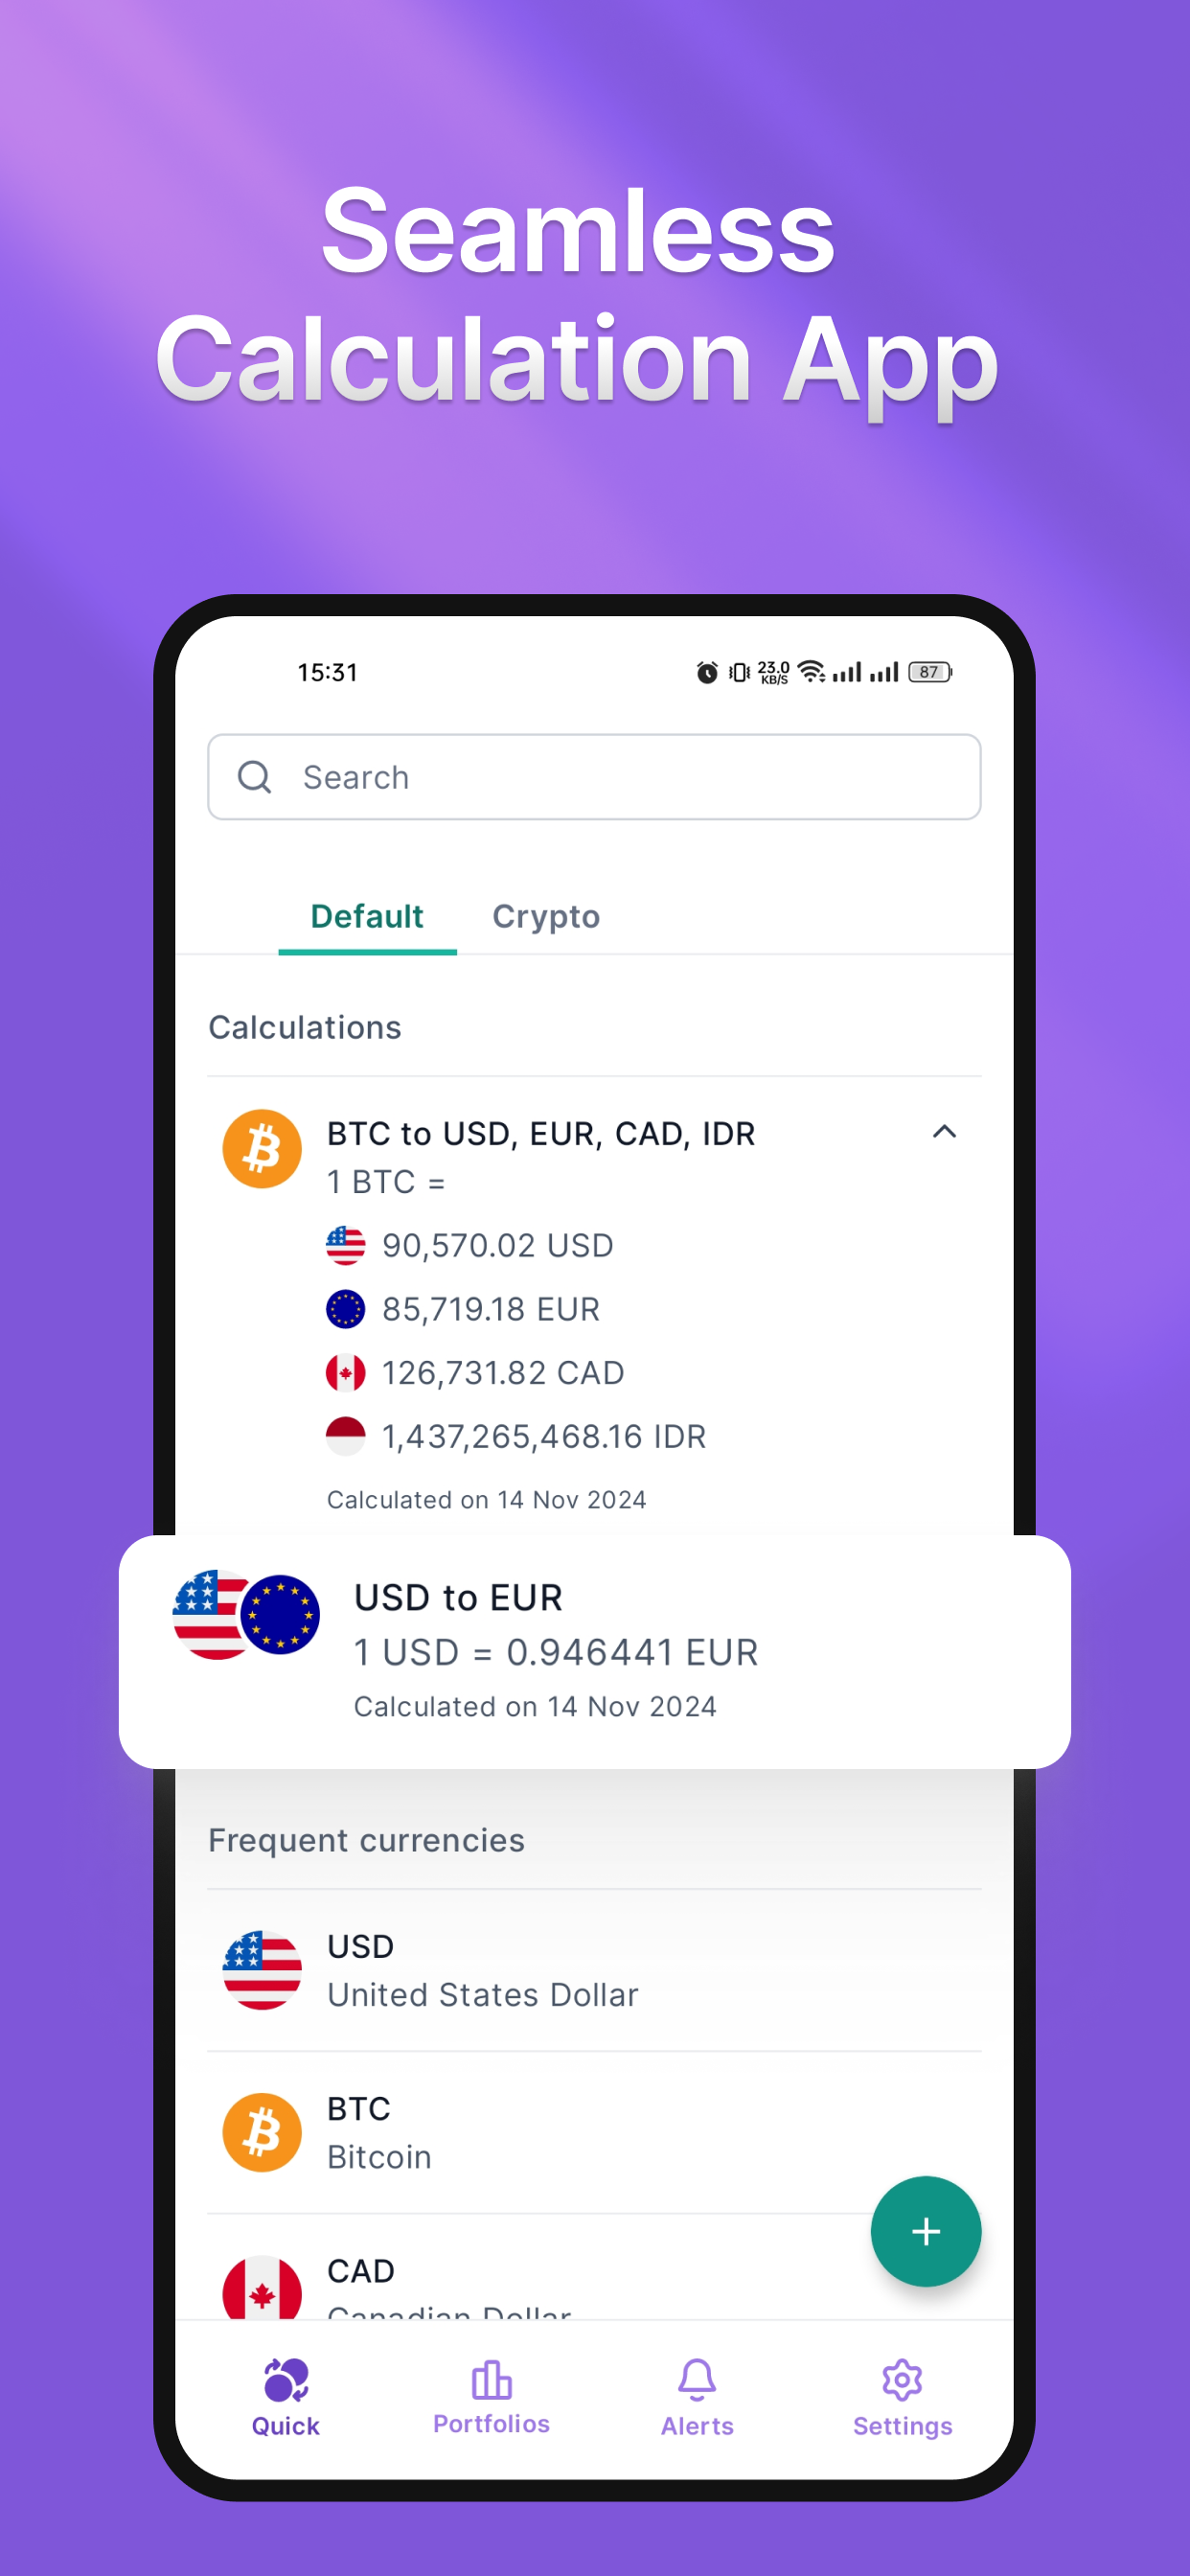 Seamless
Calculation App
15:31
23.0
KB/S
87
Search
Default Crypto
Calculations
BTC to USD, EUR, CAD, IDR
1 BTC =
90,570.02 USD
85,719.18 EUR
126,731.82 CAD
1,437,265,468.16 IDR
Calculated on 14 Nov 2024
USD to EUR
1 USD = 0.946441 EUR
Calculated on 14 Nov 2024
Frequent currencies
USD
United States Dollar
BTC
Bitcoin
CAD
Canadian Dollar
Quick Portfolios Alerts Settings